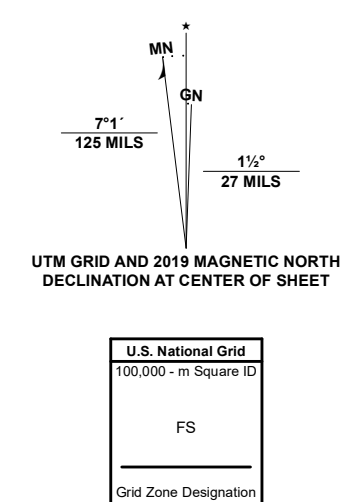 ★
MN
GN
7°1´
125 MILS
1½°
27 MILS
UTM GRID AND 2019 MAGNETIC NORTH
DECLINATION AT CENTER OF SHEET
U.S. National Grid
100,000 - m Square ID
FS
Grid Zone Designation